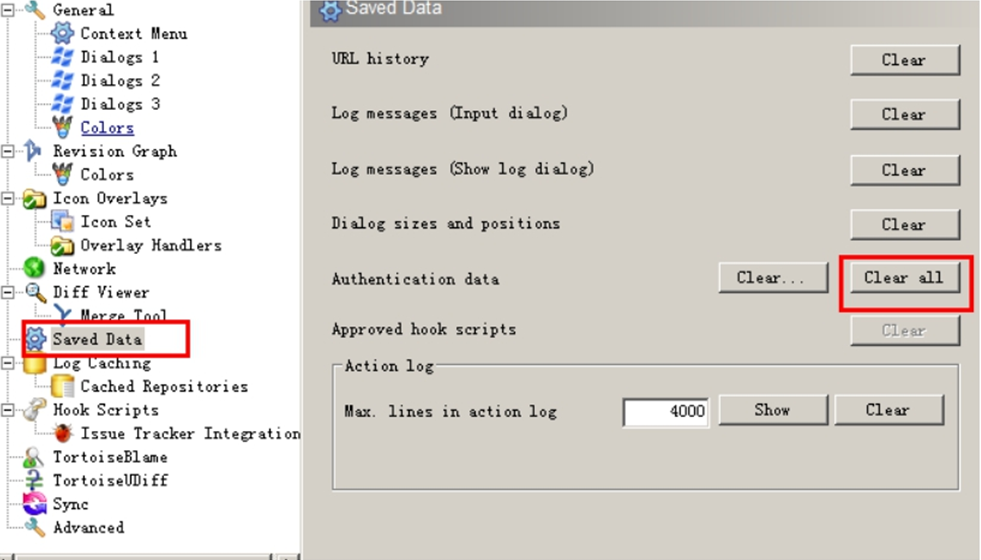 General
Context Menu
Dialogs 1
Dialogs 2
Dialogs 3
Colors
Revision Graph
Colors
Icon Overlays
Icon Set
Overlay Handlers
Network
Diff Viewer
Merge Tool
Saved Data
Log Caching
Cached Repositories
Hook Scripts
Issue Tracker Integration
TortoiseBlame
TortoiseUDiff
Sync
Advanced
Saved Data
URL history Clear
Log messages (Input dialog) Clear
Log messages (Show log dialog) Clear
Dialog sizes and positions Clear
Authentication data Clear... Clear all
Approved hook scripts Clear
Action log
Max. lines in action log 4000 Show Clear